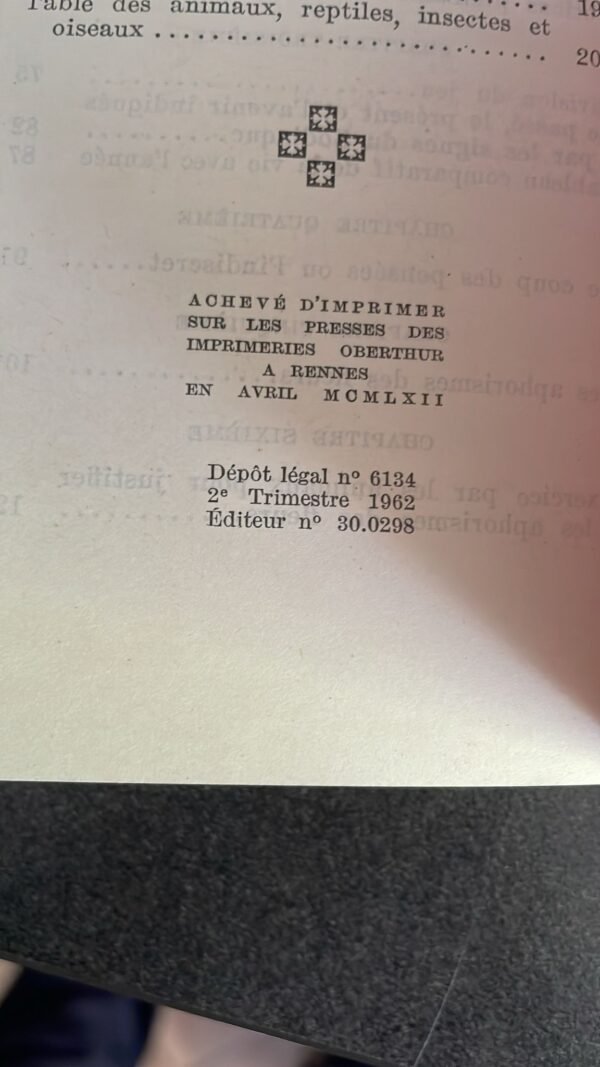 Table des animaux, reptiles, insectes et
oiseaux
ACHEVÉ D'IMPRIMER
SUR LES PRESSES DES
IMPRIMERIES OBERTHUR
A RENNES
EN AVRIL MCMLXII
Dépôt légal nº 6134
2e Trimestre 1962
Éditeur nº 30.0298